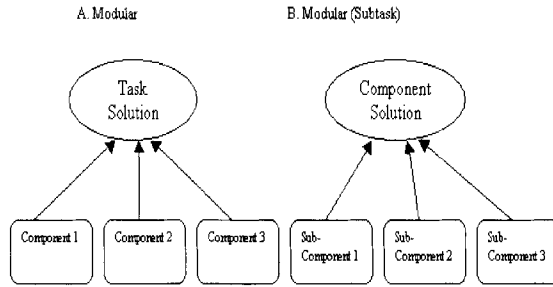 A. Modular
B. Modular (Subtask)
Task
Solution
Component
Solution
Component 1
Component 2
Component 3
Sub-
Component 1
Sub-
Component 2
Sub-
Component 3